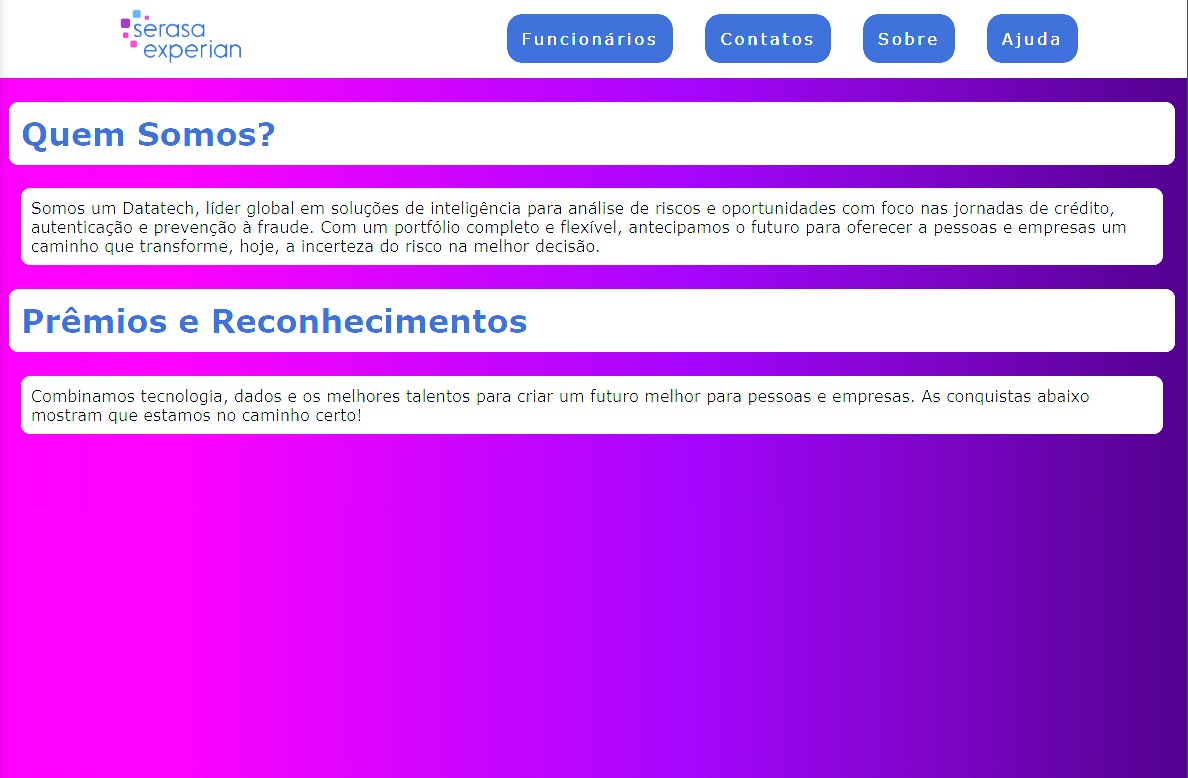 serasa
experian
Funcionários Contatos Sobre Ajuda
Quem Somos?
Somos um Datatech, líder global em soluções de inteligência para análise de riscos e oportunidades com foco nas jornadas de crédito,
autenticação e prevenção à fraude. Com um portfólio completo e flexível, antecipamos o futuro para oferecer a pessoas e empresas um
caminho que transforme, hoje, a incerteza do risco na melhor decisão.
Prêmios e Reconhecimentos
Combinamos tecnologia, dados e os melhores talentos para criar um futuro melhor para pessoas e empresas. As conquistas abaixo
mostram que estamos no caminho certo!